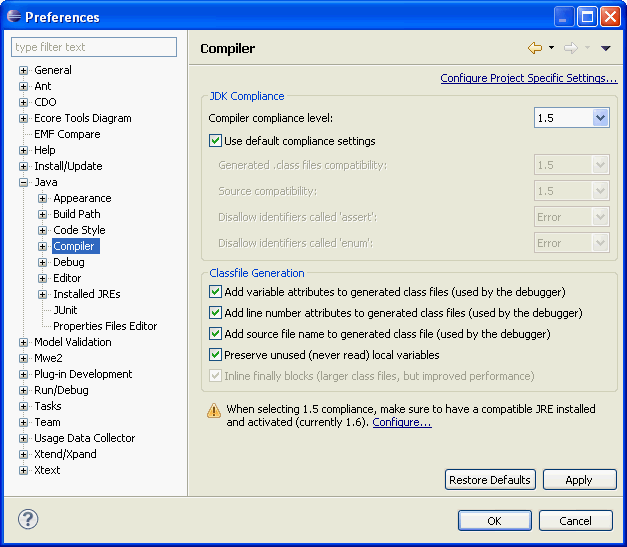 Preferences
type filter text
General
Ant
CDO
Ecore Tools Diagram
EMF Compare
Help
Install/Update
Java
Appearance
Build Path
Code Style
Compiler
Debug
Editor
Installed JREs
JUnit
Properties Files Editor
Model Validation
Mwe2
Plug-in Development
Run/Debug
Tasks
Team
Usage Data Collector
Xtend/Xpand
Xtext
Compiler
Configure Project Specific Settings...
JDK Compliance
Compiler compliance level: 1.5
Use default compliance settings
Generated .class files compatibility: 1.5
Source compatibility: 1.5
Disallow identifiers called 'assert': Error
Disallow identifiers called 'enum': Error
Classfile Generation
Add variable attributes to generated class files (used by the debugger)
Add line number attributes to generated class files (used by the debugger)
Add source file name to generated class file (used by the debugger)
Preserve unused (never read) local variables
Inline finally blocks (larger class files, but improved performance)
When selecting 1.5 compliance, make sure to have a compatible JRE installed
and activated (currently 1.6). Configure...
Restore Defaults Apply
? OK Cancel